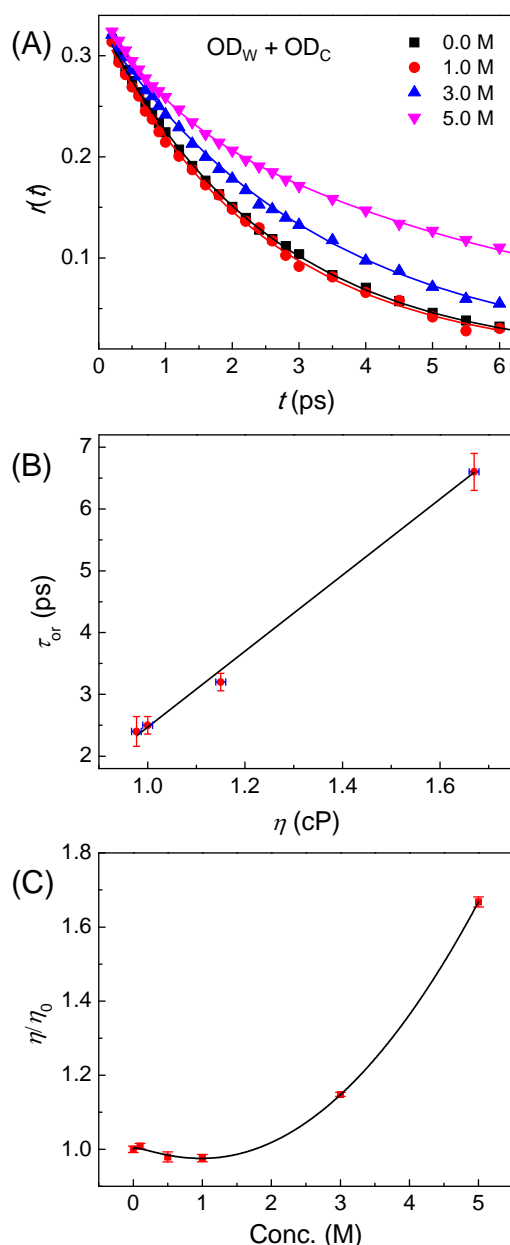 (A)
OD_W + OD_C
0.0 M
1.0 M
3.0 M
5.0 M
0.3
0.2
0.1
r(t)
0 1 2 3 4 5 6
t (ps)
(B)
7
6
5
4
3
2
τ_or (ps)
1.0 1.2 1.4 1.6
η (cP)
(C)
1.8
1.6
1.4
1.2
1.0
η/η_0
0 1 2 3 4 5
Conc. (M)